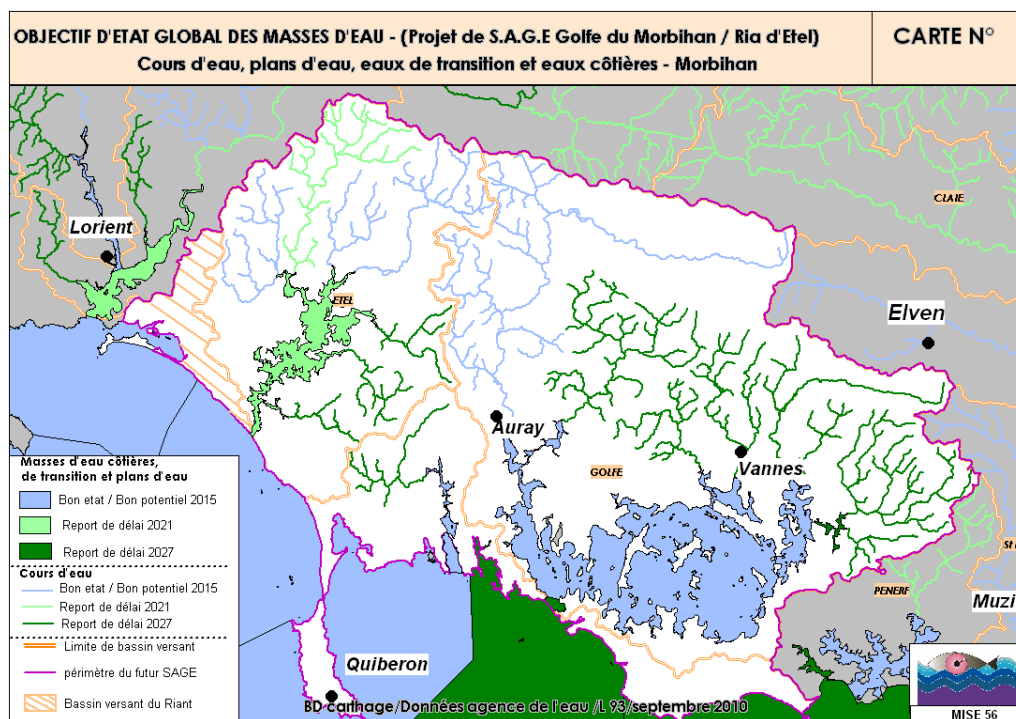 OBJECTIF D'ETAT GLOBAL DES MASSES D'EAU - (Projet de S.A.G.E Golfe du Morbihan / Ria d'Etel)
Cours d'eau, plans d'eau, eaux de transition et eaux côtières - Morbihan
CARTE N°
CLAIE
Lorient
ETEL
Elven
Auray
Vannes
GOLFE
PENERF
Muzi
Quiberon
Masses d'eau côtières,
de transition et plans d'eau
Bon etat / Bon potentiel 2015
Report de délai 2021
Report de délai 2027
Cours d'eau
Bon etat / Bon potentiel 2015
Report de délai 2021
Report de délai 2027
Limite de bassin versant
périmètre du futur SAGE
Bassin versant du Riant
BD carthage/Données agence de l'eau /L 93/septembre 2010
MISE 56